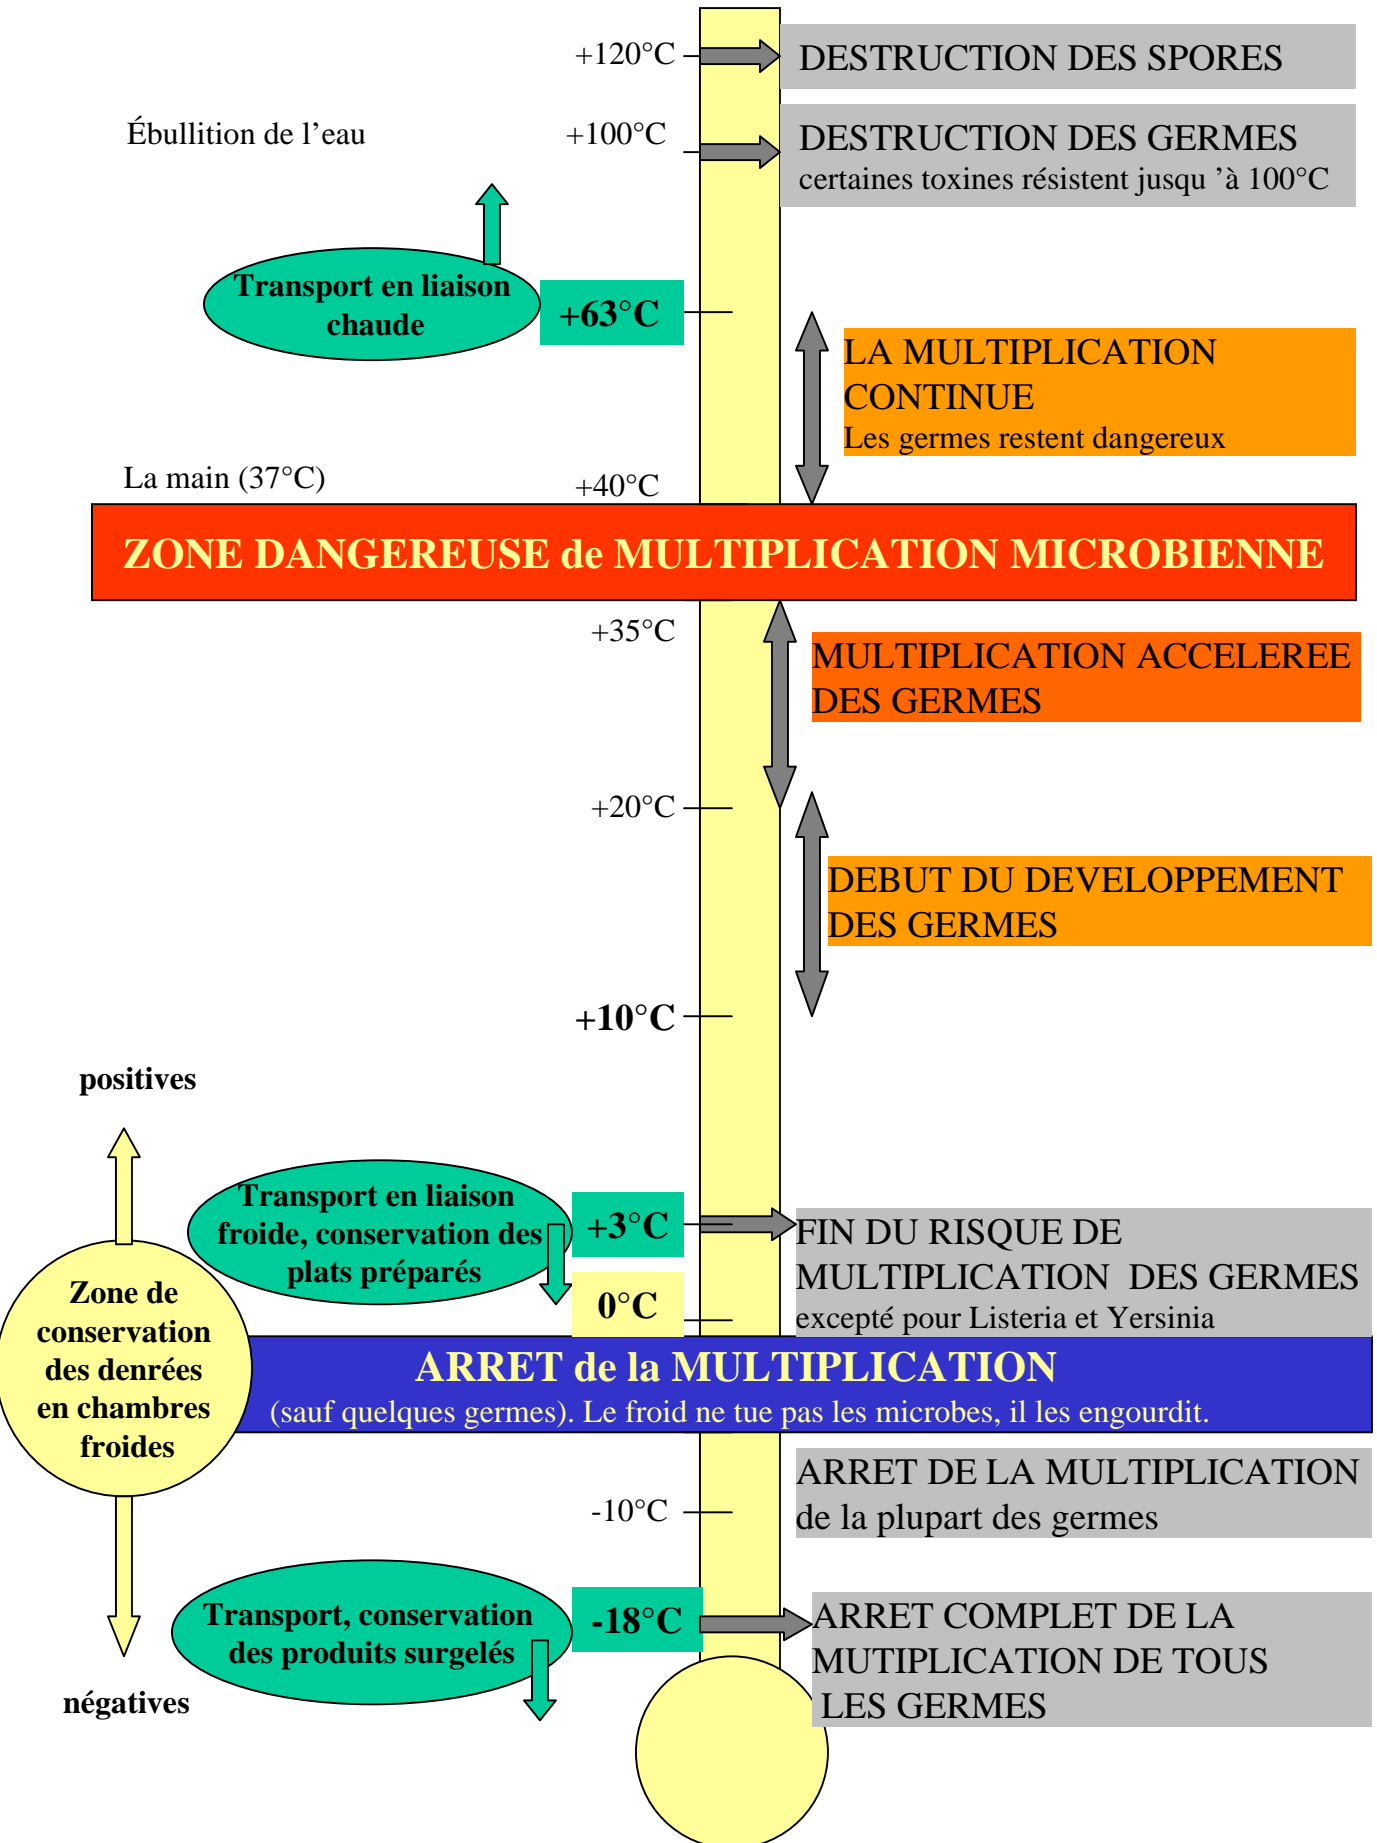 +120°C
DESTRUCTION DES SPORES
Ébullition de l’eau
+100°C
DESTRUCTION DES GERMES
certaines toxines résistent jusqu ’à 100°C
Transport en liaison
chaude
+63°C
LA MULTIPLICATION
CONTINUE
Les germes restent dangereux
La main (37°C)
+40°C
ZONE DANGEREUSE de MULTIPLICATION MICROBIENNE
+35°C
MULTIPLICATION ACCELEREE
DES GERMES
+20°C
DEBUT DU DEVELOPPEMENT
DES GERMES
+10°C
positives
Transport en liaison
froide, conservation des
plats préparés
+3°C
FIN DU RISQUE DE
MULTIPLICATION  DES GERMES
excepté pour Listeria et Yersinia
0°C
Zone de
conservation
des denrées
en chambres
froides
ARRET de la MULTIPLICATION
(sauf quelques germes). Le froid ne tue pas les microbes, il les engourdit.
ARRET DE LA MULTIPLICATION
de la plupart des germes
-10°C
Transport, conservation
des produits surgelés
-18°C
ARRET COMPLET DE LA
MUTIPLICATION DE TOUS
LES GERMES
négatives